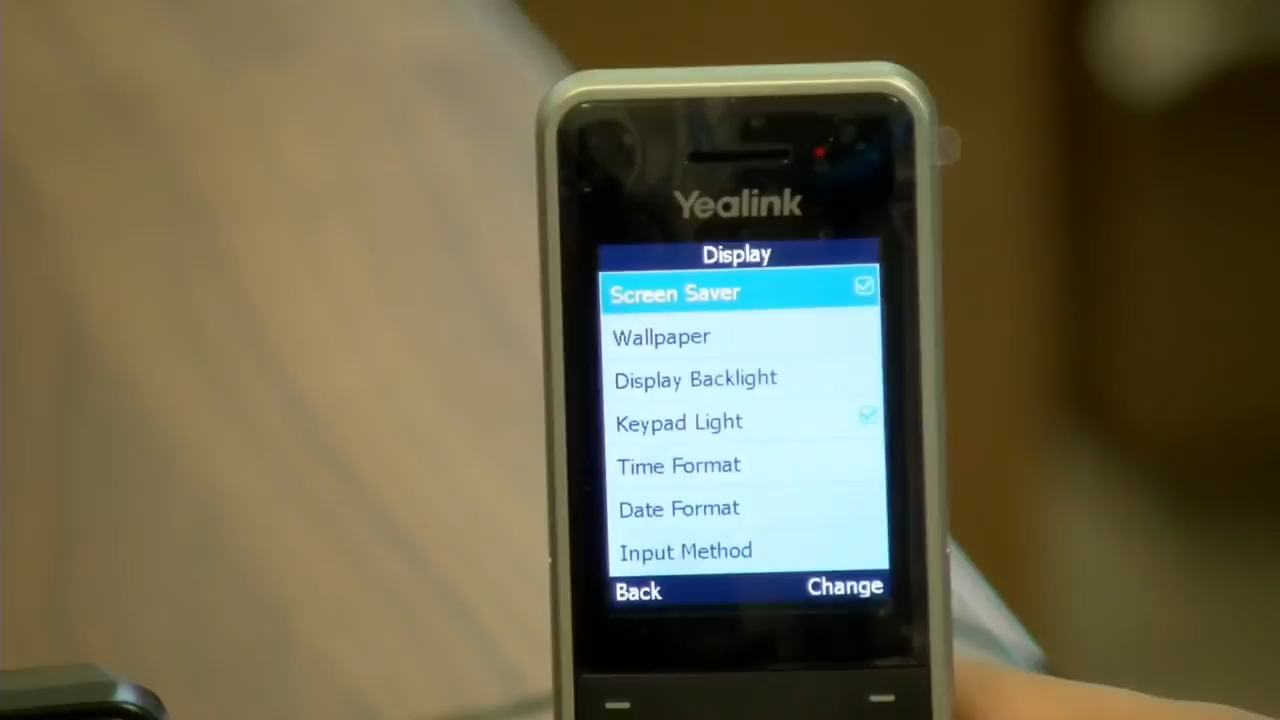 Yealink
Display
Screen Saver
Wallpaper
Display Backlight
Keypad Light
Time Format
Date Format
Input Method
Back Change